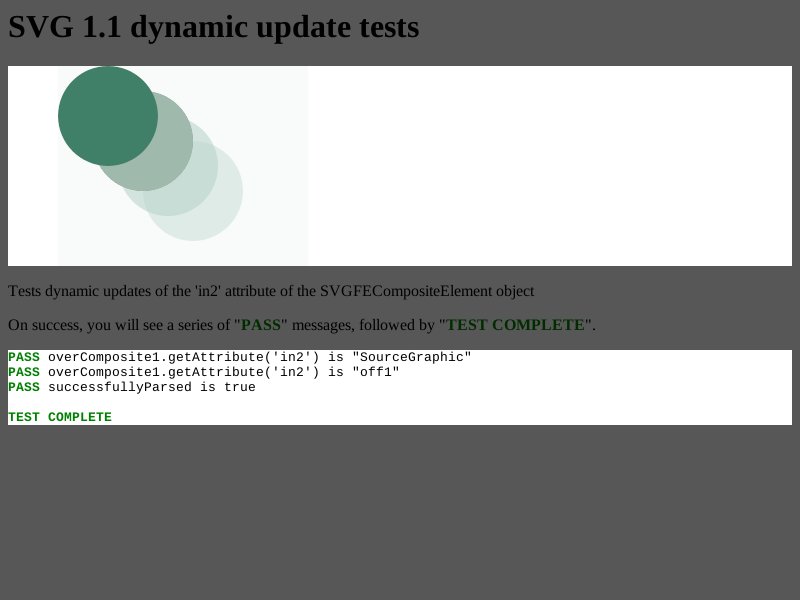 SVG 1.1 dynamic update tests
Tests dynamic updates of the 'in2' attribute of the SVGFECompositeElement object
On success, you will see a series of "PASS" messages, followed by "TEST COMPLETE".
PASS overComposite1.getAttribute('in2') is "SourceGraphic"
PASS overComposite1.getAttribute('in2') is "off1"
PASS successfullyParsed is true
TEST COMPLETE